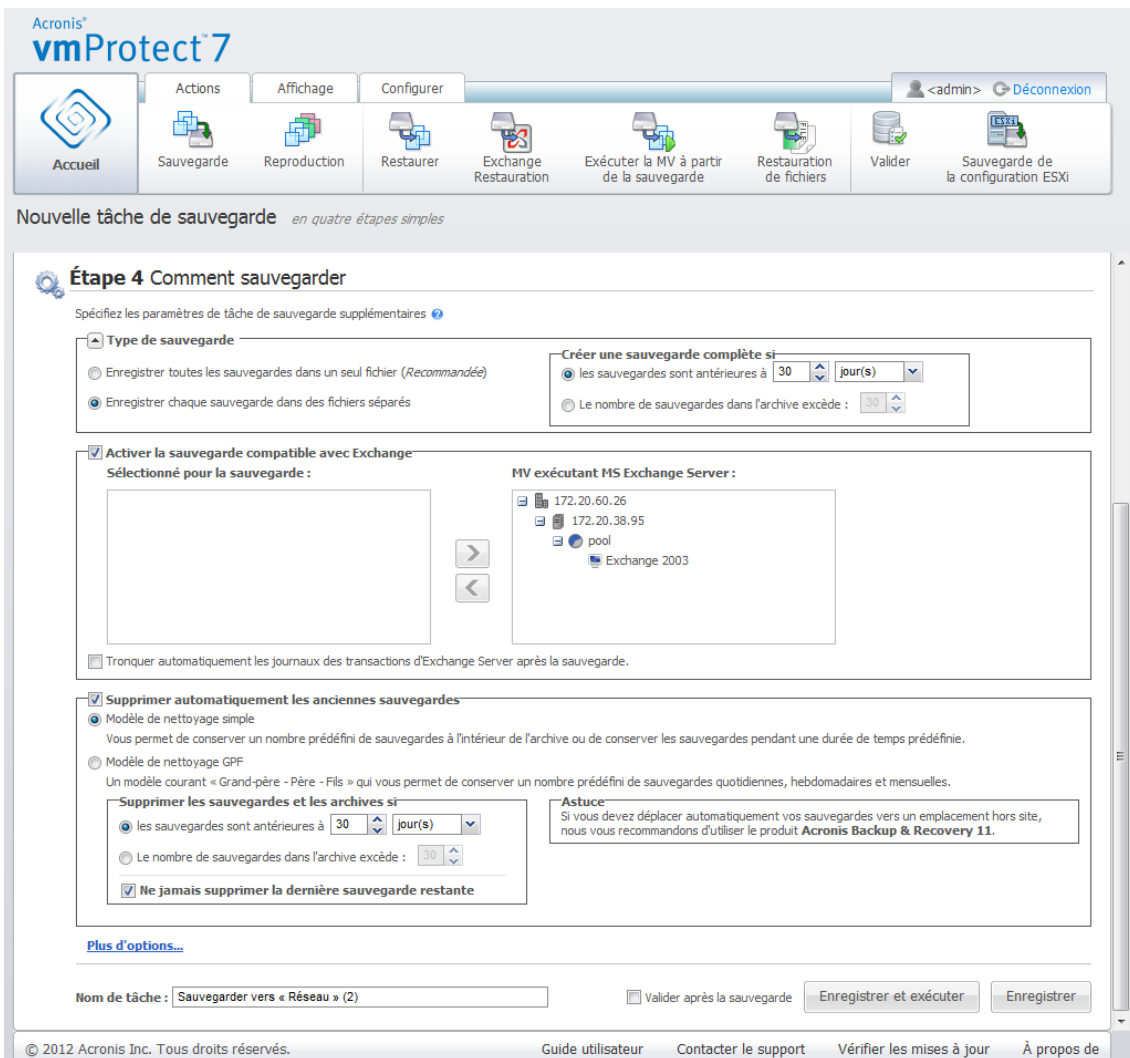 Acronis®
vmProtect™ 7
Actions
Affichage
Configurer
<admin>
Déconnexion
Accueil
Sauvegarde
Reproduction
Restaurer
Exchange
Restauration
Exécuter la MV à partir
de la sauvegarde
Restauration
de fichiers
Valider
ESXi
Sauvegarde de
la configuration ESXi
Nouvelle tâche de sauvegarde en quatre étapes simples
Étape 4 Comment sauvegarder
Spécifiez les paramètres de tâche de sauvegarde supplémentaires ?
Type de sauvegarde
Enregistrer toutes les sauvegardes dans un seul fichier (Recommandée)
Enregistrer chaque sauvegarde dans des fichiers séparés
Créer une sauvegarde complète si
les sauvegardes sont antérieures à 30 jour(s)
Le nombre de sauvegardes dans l'archive excède : 30
Activer la sauvegarde compatible avec Exchange
Sélectionné pour la sauvegarde :
MV exécutant MS Exchange Server :
172.20.60.26
172.20.38.95
pool
Exchange 2003
Tronquer automatiquement les journaux des transactions d'Exchange Server après la sauvegarde.
Supprimer automatiquement les anciennes sauvegardes
Modèle de nettoyage simple
Vous permet de conserver un nombre prédéfini de sauvegardes à l'intérieur de l'archive ou de conserver les sauvegardes pendant une durée de temps prédéfinie.
Modèle de nettoyage GPF
Un modèle courant « Grand-père - Père - Fils » qui vous permet de conserver un nombre prédéfini de sauvegardes quotidiennes, hebdomadaires et mensuelles.
Supprimer les sauvegardes et les archives si
les sauvegardes sont antérieures à 30 jour(s)
Le nombre de sauvegardes dans l'archive excède : 30
Ne jamais supprimer la dernière sauvegarde restante
Astuce
Si vous devez déplacer automatiquement vos sauvegardes vers un emplacement hors site,
nous vous recommandons d'utiliser le produit Acronis Backup & Recovery 11.
Plus d'options...
Nom de tâche : Sauvegarder vers « Réseau » (2)
Valider après la sauvegarde
Enregistrer et exécuter
Enregistrer
© 2012 Acronis Inc. Tous droits réservés.
Guide utilisateur
Contacter le support
Vérifier les mises à jour
À propos de